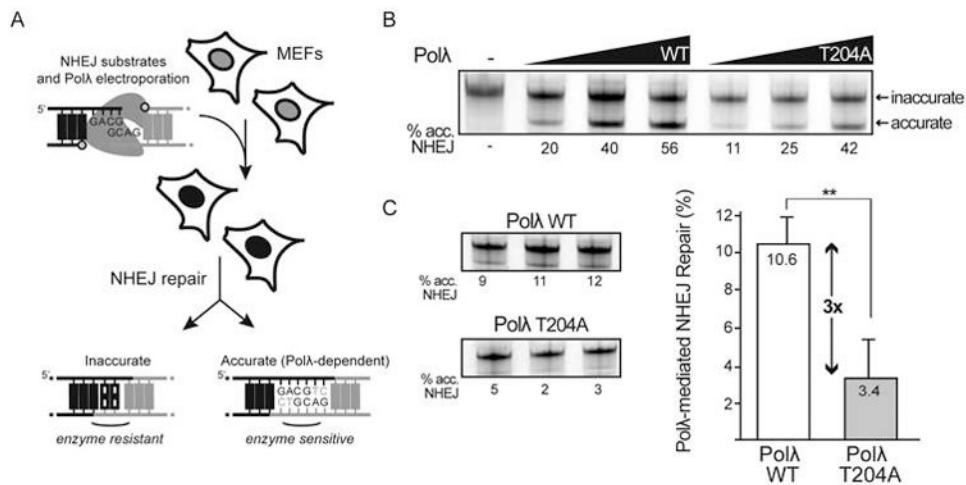 A
NHEJ substrates
and Polλ electroporation
MEFs
5'
GACG
GCAG
NHEJ repair
Inaccurate
5'
enzyme resistant
Accurate (Polλ-dependent)
5'
GACGTC
CTGCAG
enzyme sensitive
B
Polλ - WT T204A
←inaccurate
←accurate
% acc.
NHEJ - 20 40 56 11 25 42
C
Polλ WT
% acc.
NHEJ 9 11 12
Polλ T204A
% acc.
NHEJ 5 2 3
Polλ-mediated NHEJ Repair (%)
12
10
8
6
4
2
**
10.6
3x
3.4
Polλ
WT
Polλ
T204A